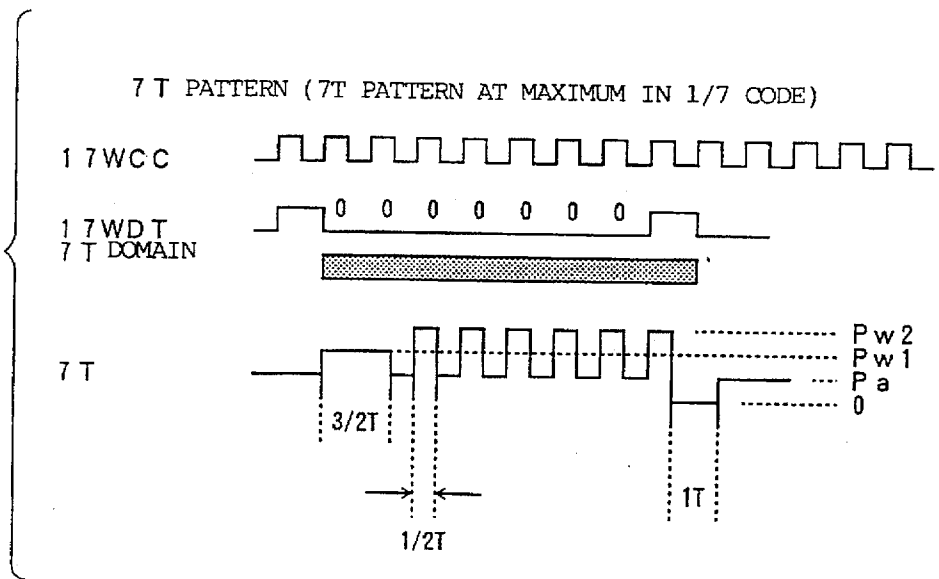 7T PATTERN (7T PATTERN AT MAXIMUM IN 1/7 CODE)
17WCC
0 0 0 0 0 0 0
17WDT
7T DOMAIN
Pw2
Pw1
7T
Pa
0
3/2T
1T
1/2T